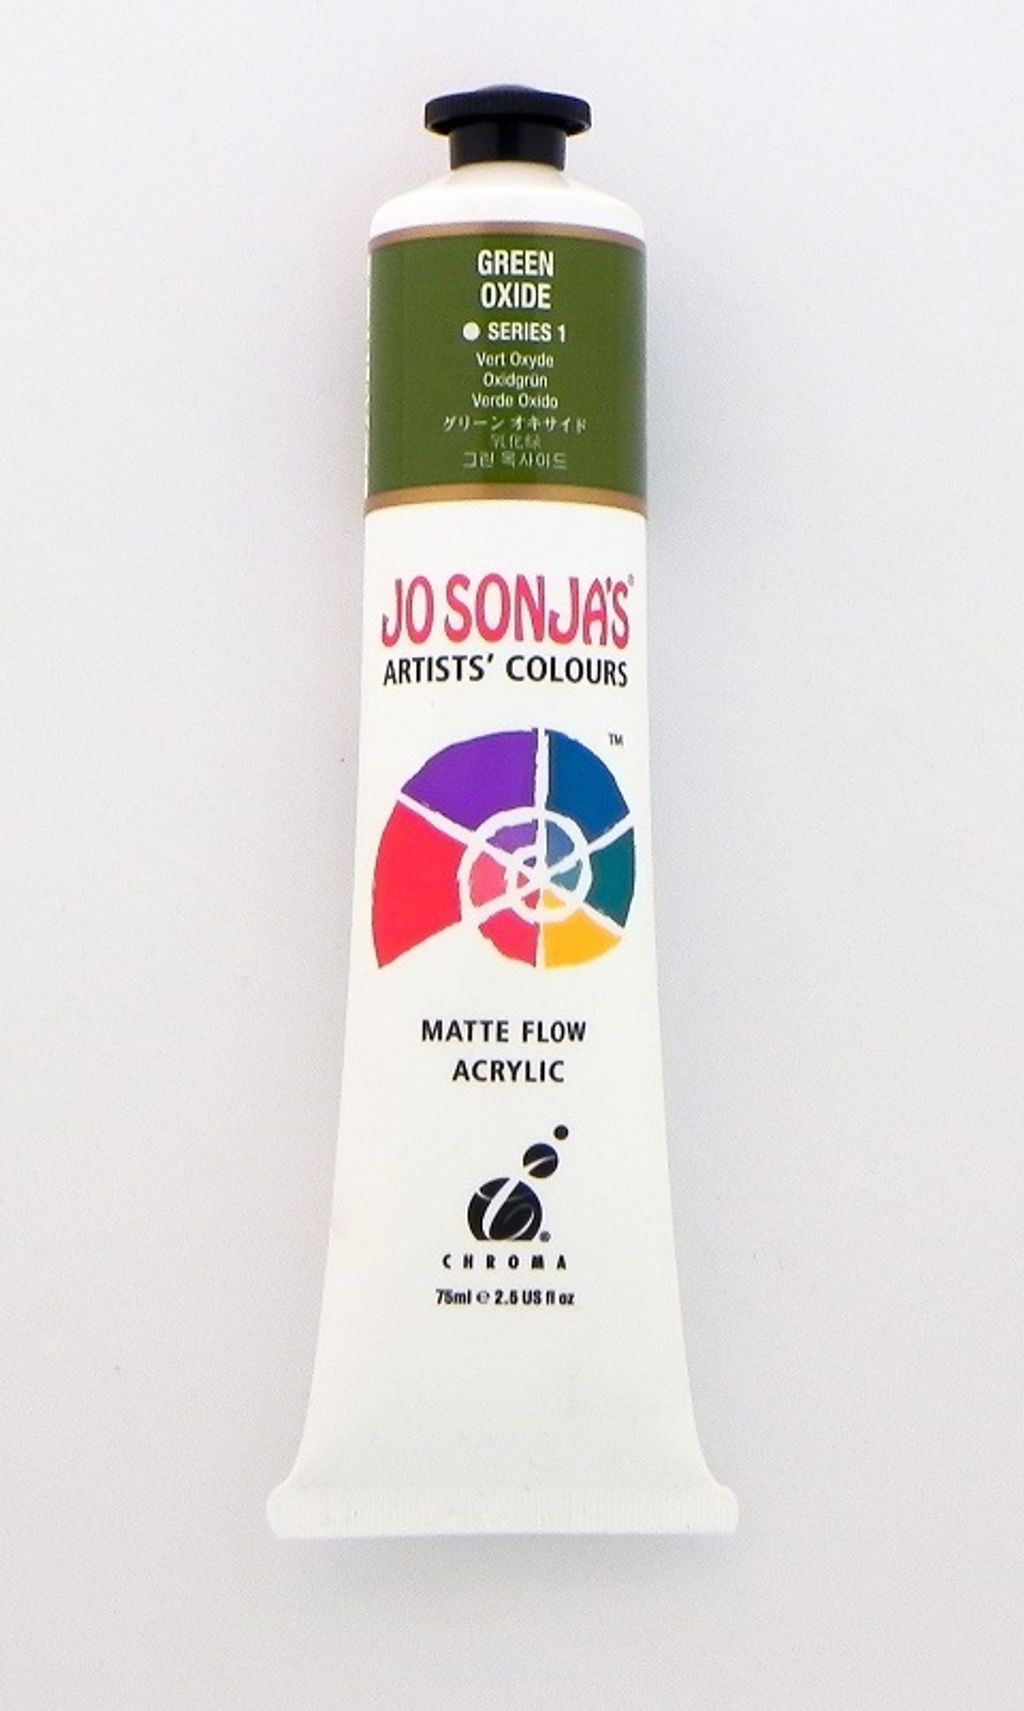 GREEN
OXIDE
● SERIES 1
Vert Oxyde
Oxidgrün
Verde Oxido
グリーン オキサイド
그린 옥사이드
JO SONJA'S®
ARTISTS' COLOURS
TM
MATTE FLOW
ACRYLIC
®
CHROMA
75ml ℮ 2.5 US fl oz